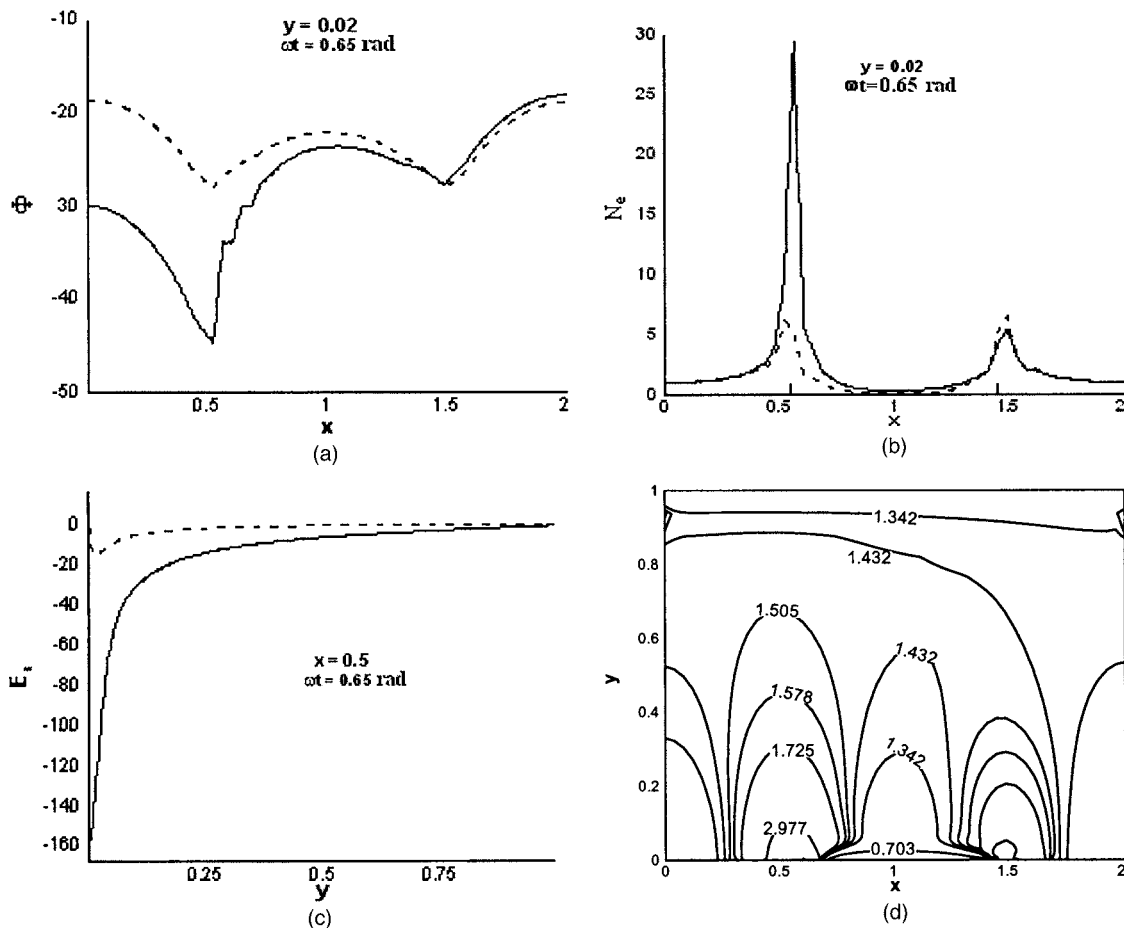 -10
y = 0.02
ωt = 0.65 rad
-20
Φ
30
-40
-50
0.5
1
1.5
2
x
(a)
30
y = 0.02
ωt=0.65 rad
25
20
N_e
15
10
5
0
0
0.5
1
1.5
2
x
(b)
0
-20
-40
-60
E_x
x = 0.5
ωt = 0.65 rad
-80
-100
-120
-140
-160
0.25
0.5
0.75
y
(c)
1
1.342
0.8
1.432
0.6
1.505
1.432
y
0.4
1.578
1.725
1.342
0.2
2.977
0.703
0
0
0.5
1
1.5
2
x
(d)